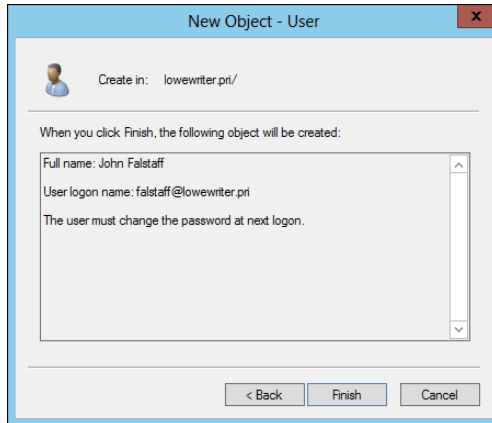 New Object - User
x
Create in: lowewriter.pri/
When you click Finish, the following object will be created:
Full name: John Falstaff
User logon name: falstaff@lowewriter.pri
The user must change the password at next logon.
< Back Finish Cancel